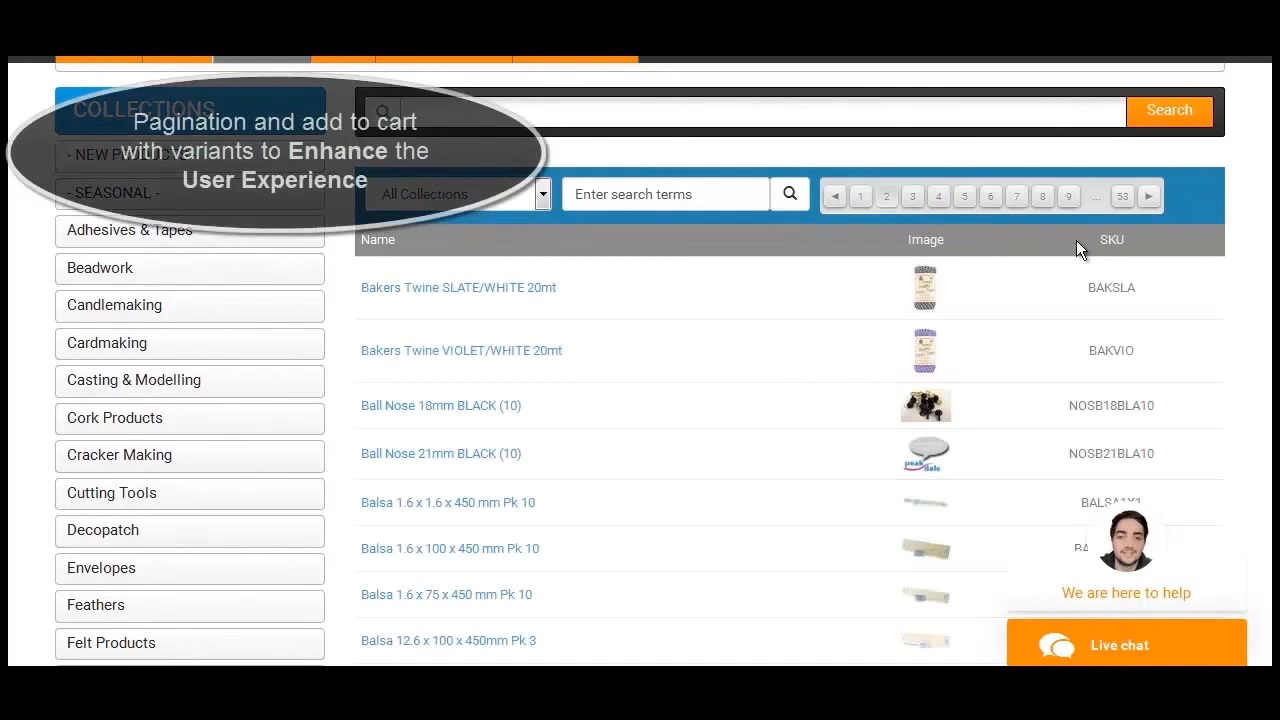 COLLECTIONS
Pagination and add to cart
with variants to Enhance the
User Experience
- SEASONAL -
Adhesives & Tapes
Beadwork
Candlemaking
Cardmaking
Casting & Modelling
Cork Products
Cracker Making
Cutting Tools
Decopatch
Envelopes
Feathers
Felt Products
Search
All Collections
Enter search terms
1 2 3 4 5 6 7 8 9 ... 53
Name Image SKU
Bakers Twine SLATE/WHITE 20mt BAKSLA
Bakers Twine VIOLET/WHITE 20mt BAKVIO
Ball Nose 18mm BLACK (10) NOSB18BLA10
Ball Nose 21mm BLACK (10) peak dale NOSB21BLA10
Balsa 1.6 x 1.6 x 450 mm Pk 10 BALSA1X1
Balsa 1.6 x 100 x 450 mm Pk 10
Balsa 1.6 x 75 x 450 mm Pk 10
Balsa 12.6 x 100 x 450mm Pk 3
We are here to help
Live chat